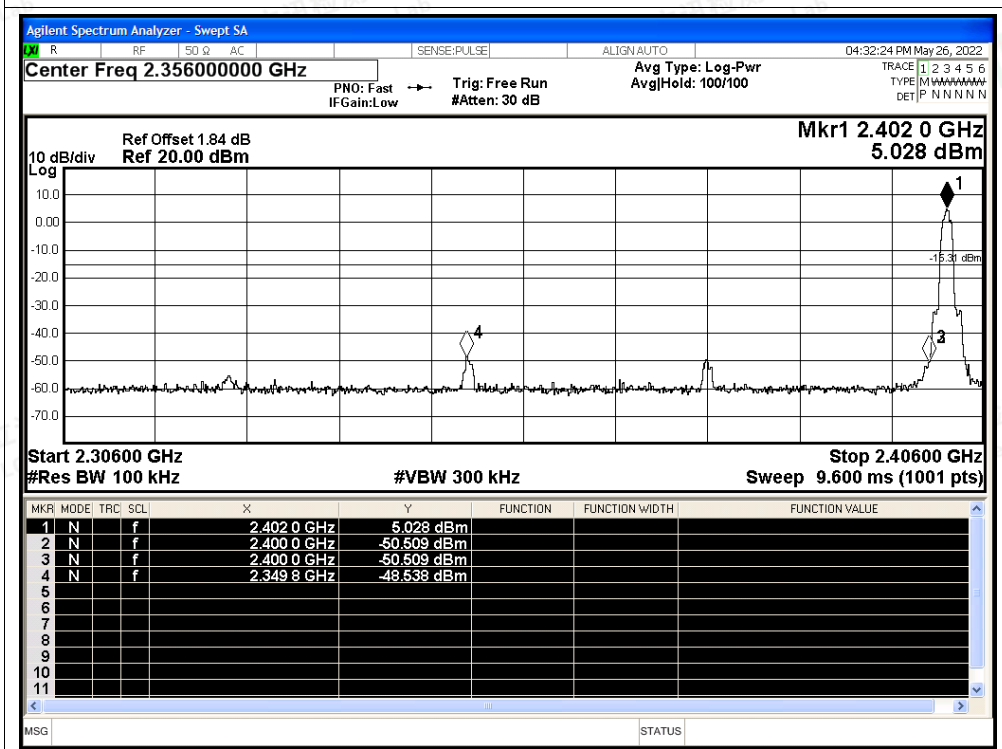 Agilent Spectrum Analyzer - Swept SA
LXI R RF 50 Ω AC SENSE:PULSE ALIGN AUTO 04:32:24 PM May 26, 2022
Center Freq 2.356000000 GHz
PNO: Fast
IFGain:Low
Trig: Free Run
#Atten: 30 dB
Avg Type: Log-Pwr
Avg|Hold: 100/100
TRACE 1 2 3 4 5 6
TYPE M
DET P N N N N N
Ref Offset 1.84 dB
10 dB/div Ref 20.00 dBm
Log
Mkr1 2.402 0 GHz
5.028 dBm
10.0
0.00
-10.0
-20.0
-30.0
-40.0
-50.0
-60.0
-70.0
1
-15.31 dBm
4
3
Start 2.30600 GHz Stop 2.40600 GHz
#Res BW 100 kHz #VBW 300 kHz Sweep 9.600 ms (1001 pts)
MKR MODE TRC SCL X Y FUNCTION FUNCTION WIDTH FUNCTION VALUE
1 N f 2.402 0 GHz 5.028 dBm
2 N f 2.400 0 GHz -50.509 dBm
3 N f 2.400 0 GHz -50.509 dBm
4 N f 2.349 8 GHz -48.538 dBm
5
6
7
8
9
10
11
MSG STATUS